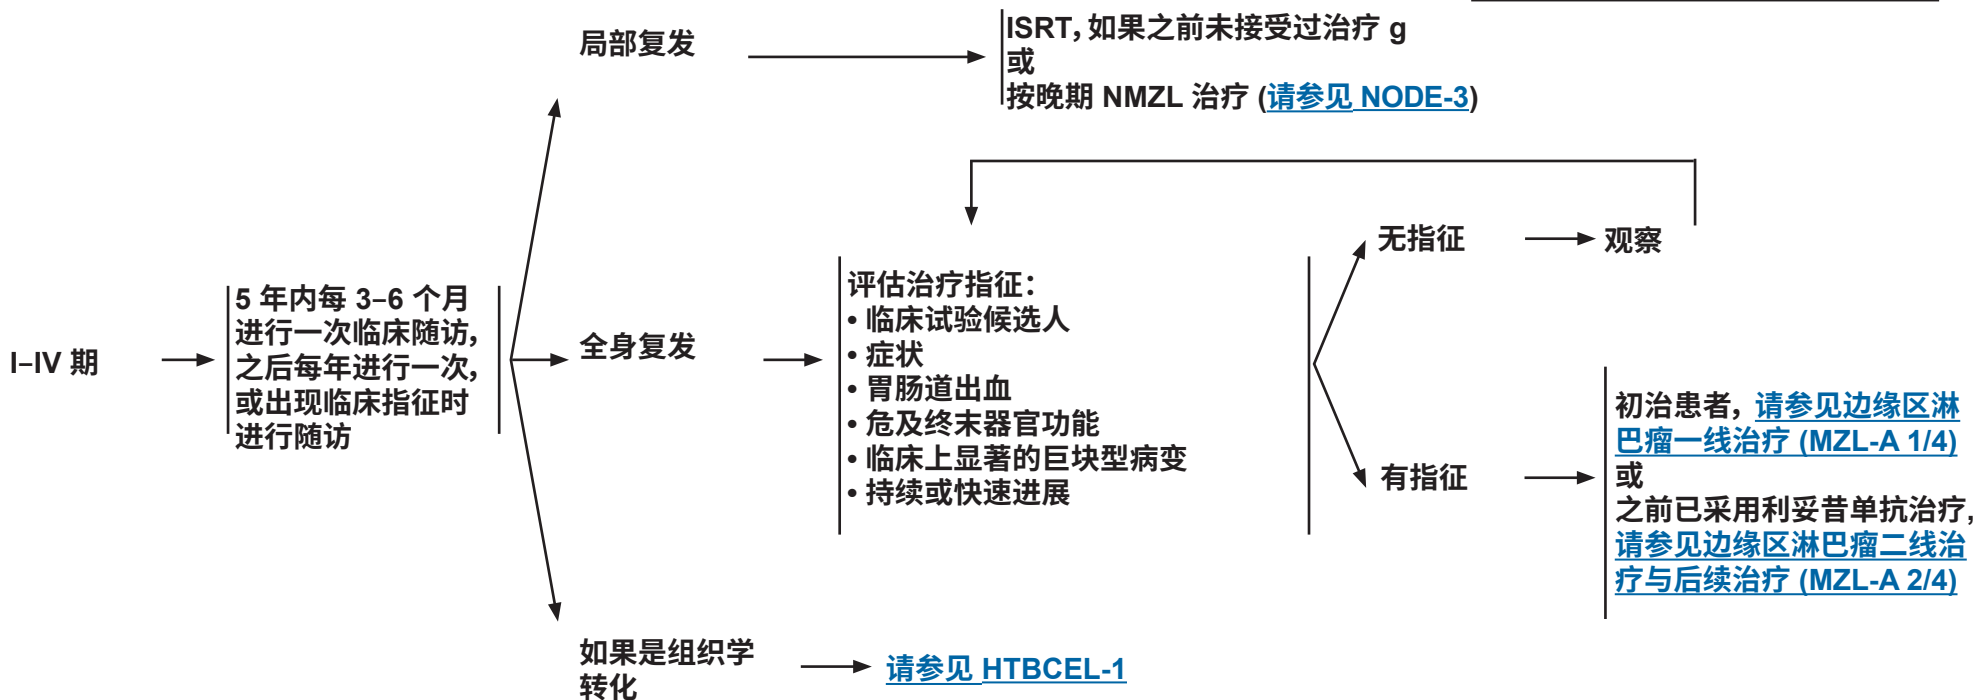 局部复发
ISRT, 如果之前未接受过治疗 g
或
按晚期 NMZL 治疗 (请参见 NODE-3)
I–IV 期
5 年内每 3–6 个月
进行一次临床随访,
之后每年进行一次,
或出现临床指征时
进行随访
全身复发
评估治疗指征：
• 临床试验候选人
• 症状
• 胃肠道出血
• 危及终末器官功能
• 临床上显著的巨块型病变
• 持续或快速进展
无指征
观察
有指征
初治患者, 请参见边缘区淋
巴瘤一线治疗 (MZL-A 1/4)
或
之前已采用利妥昔单抗治疗,
请参见边缘区淋巴瘤二线治
疗与后续治疗 (MZL-A 2/4)
如果是组织学
转化
请参见 HTBCEL-1